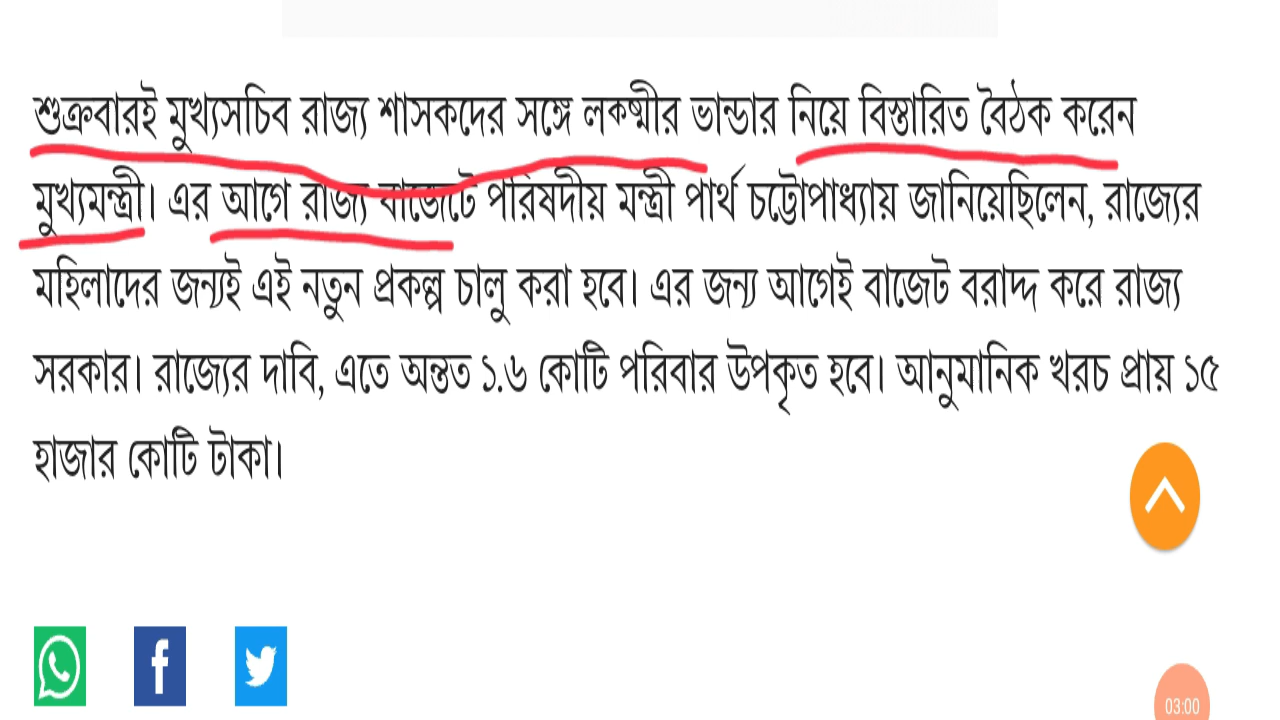 শুক্রবারই মুখ্যসচিব রাজ্য শাসকদের সঙ্গে লক্ষ্মীর ভান্ডার নিয়ে বিস্তারিত বৈঠক করেন
মুখ্যমন্ত্রী। এর আগে রাজ্য বাজেটে পরিষদীয় মন্ত্রী পার্থ চট্টোপাধ্যায় জানিয়েছিলেন, রাজ্যের
মহিলাদের জন্যই এই নতুন প্রকল্প চালু করা হবে। এর জন্য আগেই বাজেট বরাদ্দ করে রাজ্য
সরকার। রাজ্যের দাবি, এতে অন্তত ১.৬ কোটি পরিবার উপকৃত হবে। আনুমানিক খরচ প্রায় ১৫
হাজার কোটি টাকা।
03:00